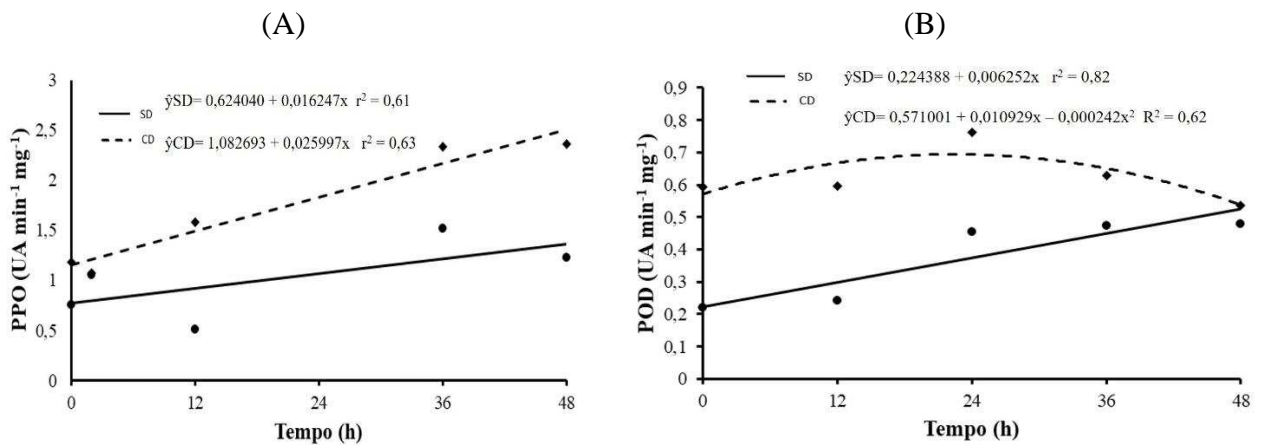 (A)
PPO (UA min⁻¹ mg⁻¹)
3
2,5
2
1,5
1
0,5
0
SD ŷSD= 0,624040 + 0,016247x r² = 0,61
CD ŷCD= 1,082693 + 0,025997x r² = 0,63
0 12 24 36 48
Tempo (h)
(B)
POD (UA min⁻¹ mg⁻¹)
0,9
0,8
0,7
0,6
0,5
0,4
0,3
0,2
0,1
0
SD ŷSD= 0,224388 + 0,006252x r² = 0,82
CD ŷCD= 0,571001 + 0,010929x – 0,000242x² R² = 0,62
0 12 24 36 48
Tempo (h)